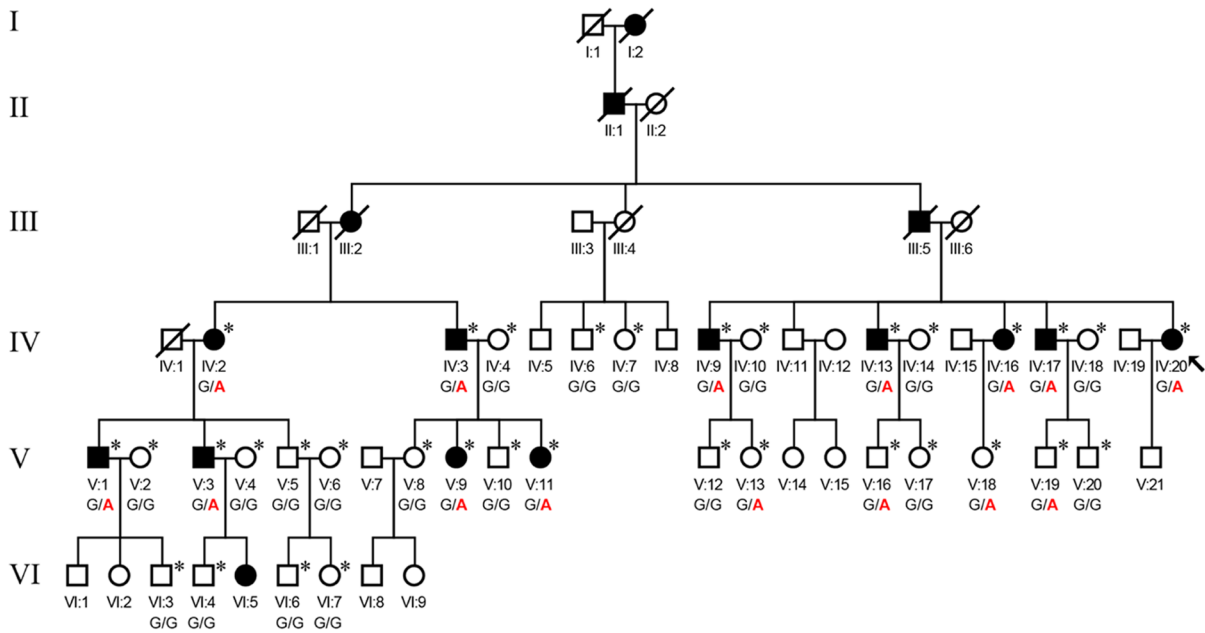 I
I:1 I:2
II
II:1 II:2
III
III:1 III:2 III:3 III:4 III:5 III:6
* * * * * * * * * * * * *
IV
IV:1 IV:2 IV:3 IV:4 IV:5 IV:6 IV:7 IV:8 IV:9 IV:10 IV:11 IV:12 IV:13 IV:14 IV:15 IV:16 IV:17 IV:18 IV:19 IV:20
G/A G/A G/G G/G G/G G/A G/G G/A G/G G/A G/A G/G G/A
* * * * * * * * * * * * * * * * *
V
V:1 V:2 V:3 V:4 V:5 V:6 V:7 V:8 V:9 V:10 V:11 V:12 V:13 V:14 V:15 V:16 V:17 V:18 V:19 V:20 V:21
G/A G/G G/A G/G G/G G/G G/G G/A G/G G/A G/G G/A G/A G/G G/A G/A G/G
* * * *
VI
VI:1 VI:2 VI:3 VI:4 VI:5 VI:6 VI:7 VI:8 VI:9
G/G G/G G/G G/G